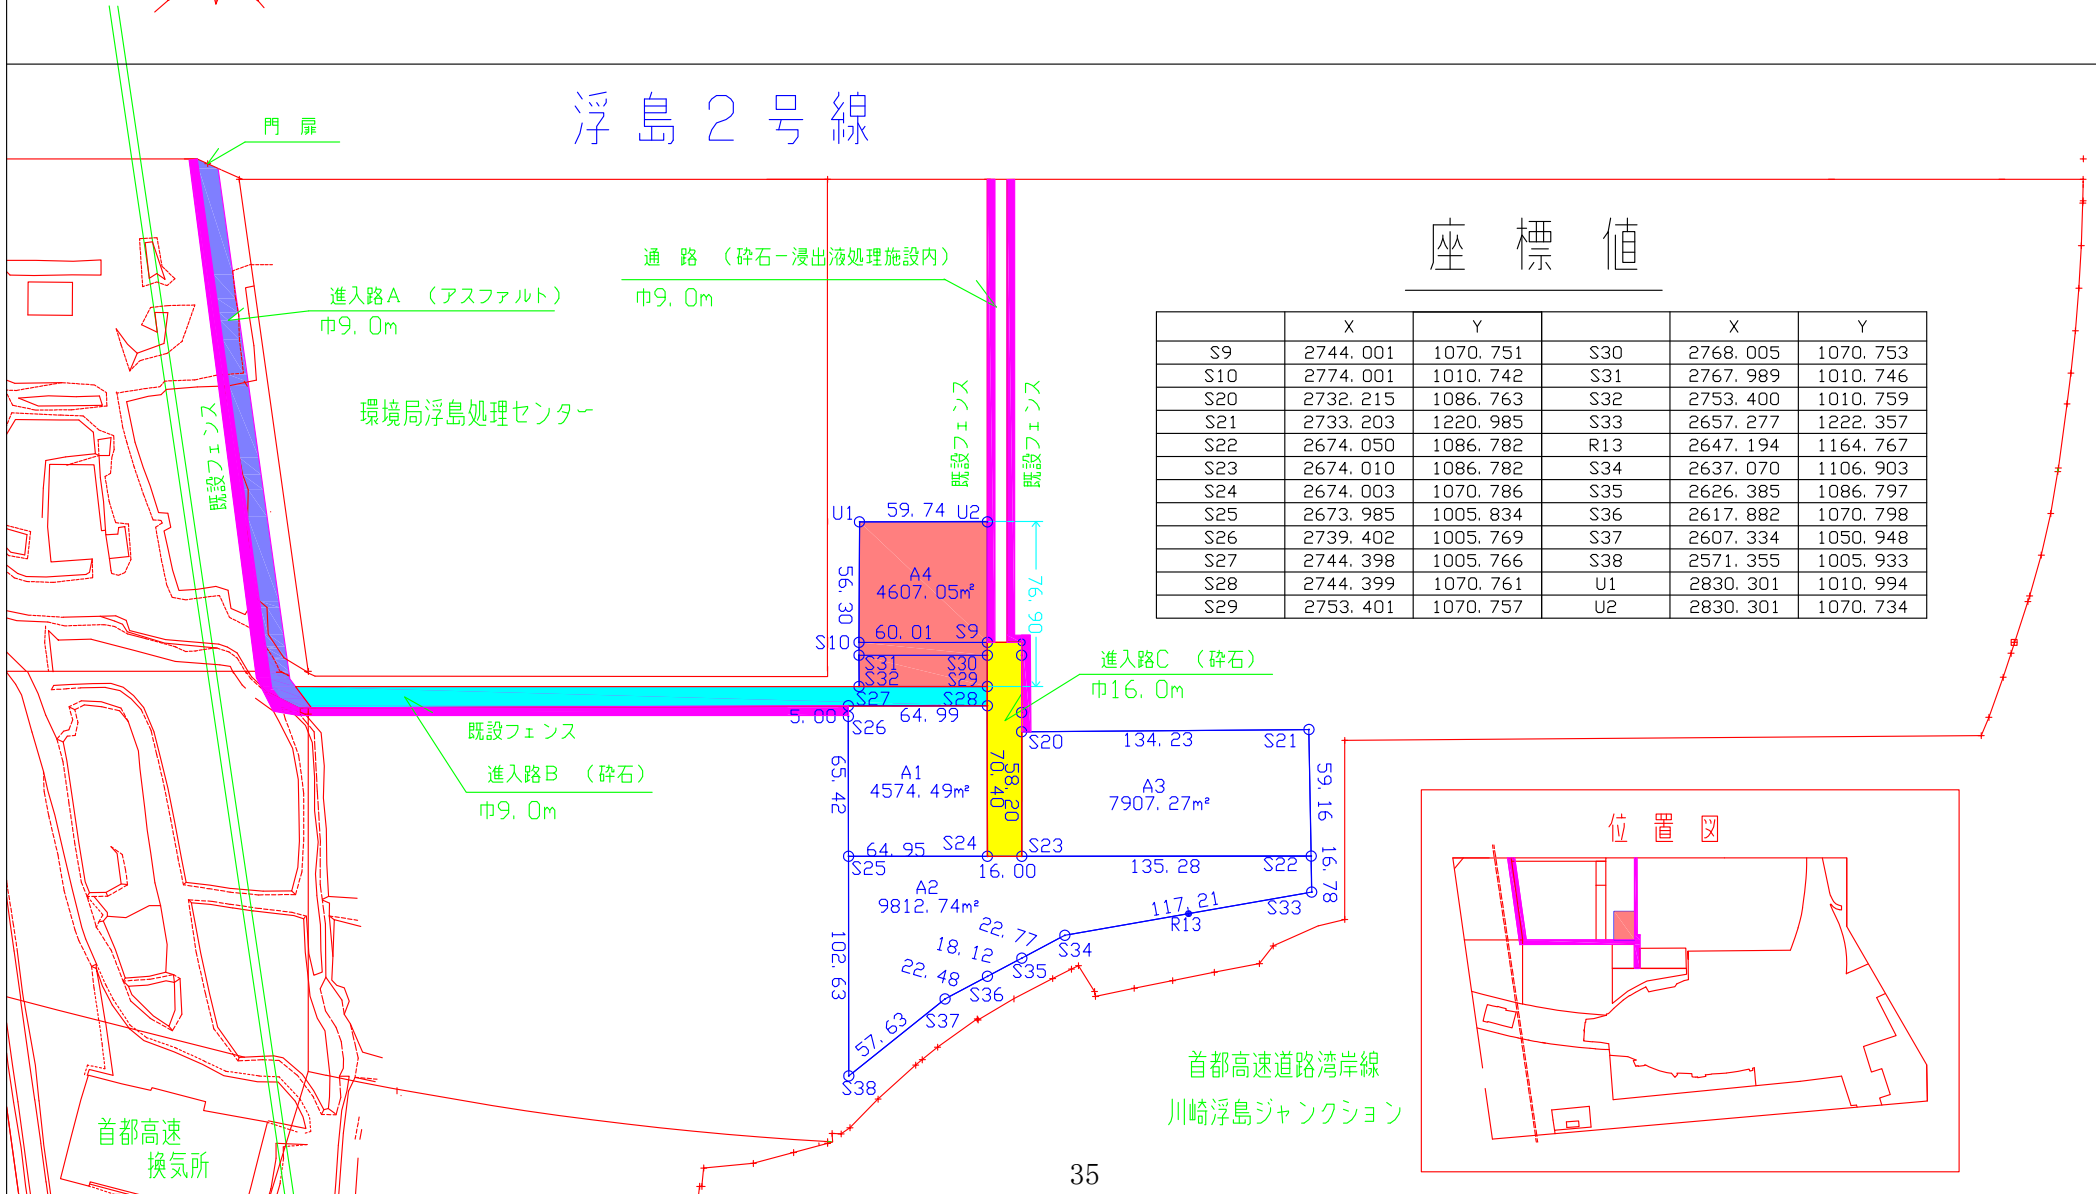 浮島２号線
門 扉
通 路 （砕石－浸出液処理施設内）
巾9.0m
進入路A （アスファルト）
巾9.0m
既設フェンス
環境局浮島処理センター
既設フェンス
既設フェンス
座 標 値
X Y X Y
S9 2744.001 1070.751 S30 2768.005 1070.753
S10 2774.001 1010.742 S31 2767.989 1010.746
S20 2732.215 1086.763 S32 2753.400 1010.759
S21 2733.203 1220.985 S33 2657.277 1222.357
S22 2674.050 1086.782 R13 2647.194 1164.767
S23 2674.010 1086.782 S34 2637.070 1106.903
S24 2674.003 1070.786 S35 2626.385 1086.797
S25 2673.985 1005.834 S36 2617.882 1070.798
S26 2739.402 1005.769 S37 2607.334 1050.948
S27 2744.398 1005.766 S38 2571.355 1005.933
S28 2744.399 1070.761 U1 2830.301 1010.994
S29 2753.401 1070.757 U2 2830.301 1070.734
U1 59.74 U2
56.30
A4
4607.05m²
76.90
S10 60.01 S9
S31 S30
S32 S29
S27 S28
5.00 64.99
S26
進入路C （砕石）
巾16.0m
既設フェンス
進入路B （砕石）
巾9.0m
S20 134.23 S21
65.42
A1
4574.49m²
70.40
58.20
A3
7907.27m²
59.16
64.95 S24 S23
S25 16.00 135.28 S22
16.78
A2
9812.74m²
117.21 S33
R13
22.77
S34
18.12
S35
22.48
S36
102.63
S37
57.63
S38
位 置 図
首都高速道路湾岸線
川崎浮島ジャンクション
首都高速
換気所
35